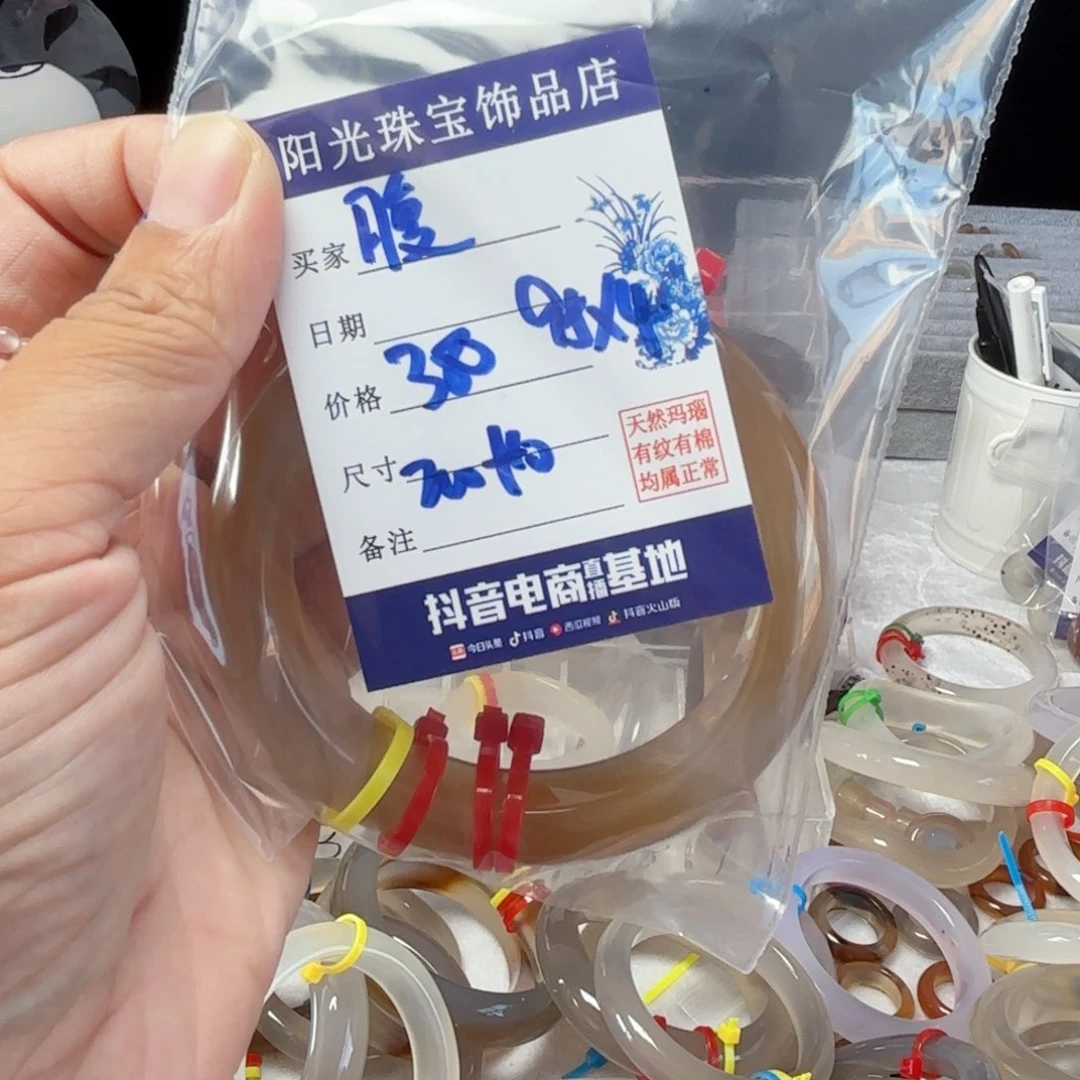 阳光珠宝饰品店
买家
日期
价格 380
尺寸
备注
天然玛瑙
有纹有棉
均属正常
抖音电商直播基地
今日头条 抖音 西瓜视频 抖音火山版